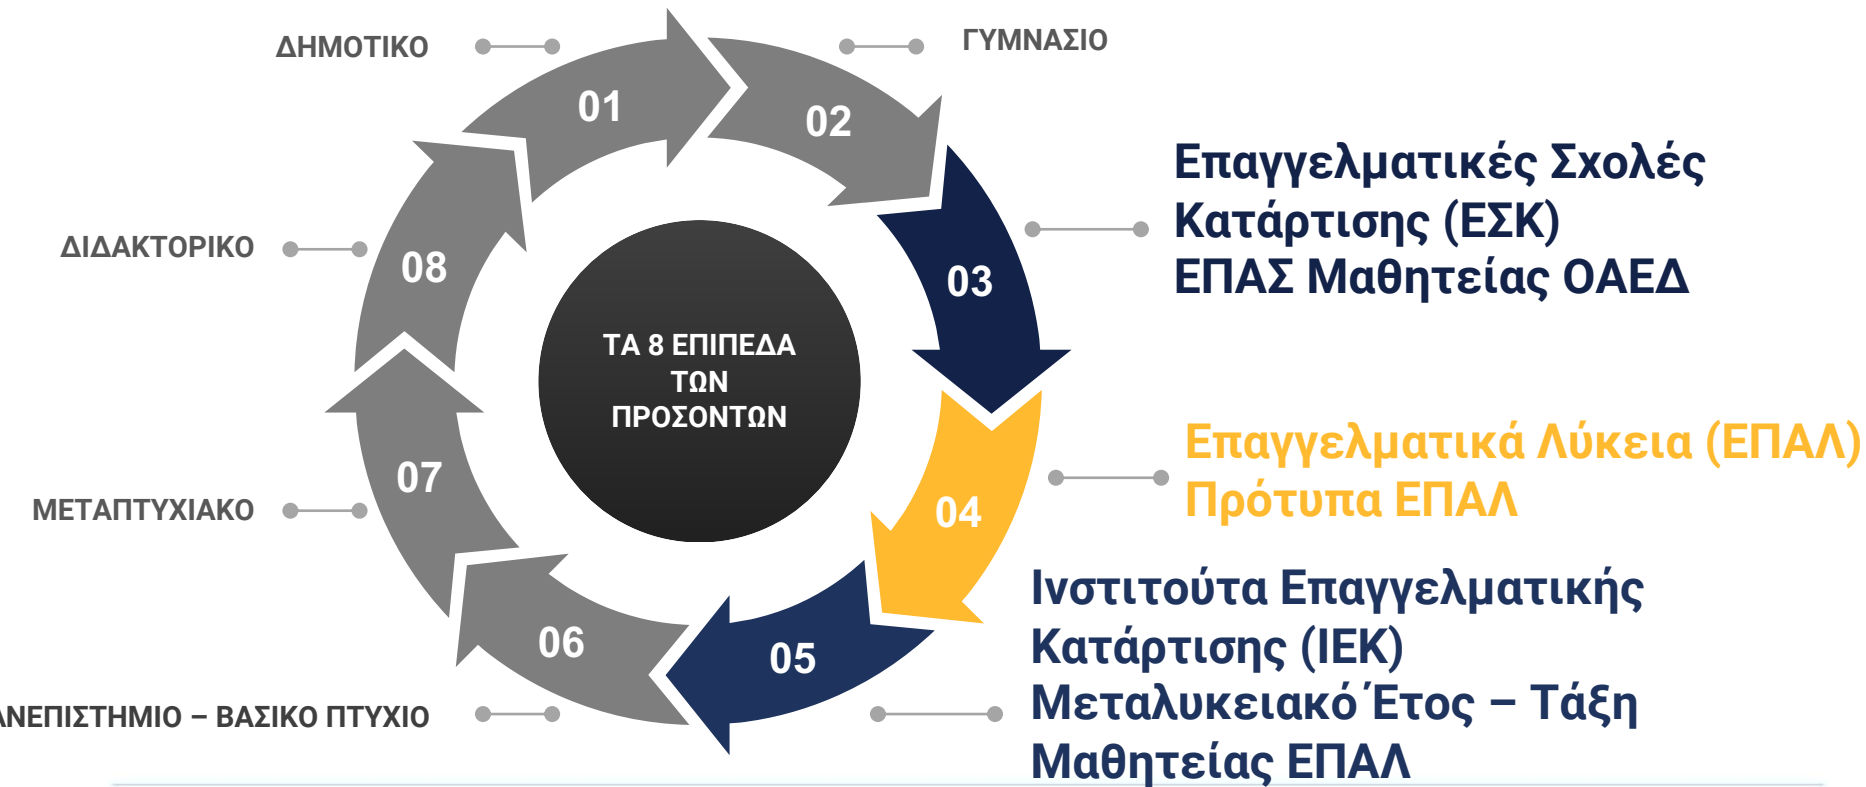 ΔΗΜΟΤΙΚΟ
ΓΥΜΝΑΣΙΟ
01
02
Επαγγελματικές Σχολές
Κατάρτισης (ΕΣΚ)
ΕΠΑΣ Μαθητείας ΟΑΕΔ
03
ΔΙΔΑΚΤΟΡΙΚΟ
08
ΤΑ 8 ΕΠΙΠΕΔΑ
ΤΩΝ
ΠΡΟΣΟΝΤΩΝ
Επαγγελματικά Λύκεια (ΕΠΑΛ)
Πρότυπα ΕΠΑΛ
04
07
ΜΕΤΑΠΤΥΧΙΑΚΟ
Ινστιτούτα Επαγγελματικής
Κατάρτισης (ΙΕΚ)
Μεταλυκειακό Έτος – Τάξη
Μαθητείας ΕΠΑΛ
05
06
ΑΝΕΠΙΣΤΗΜΙΟ – ΒΑΣΙΚΟ ΠΤΥΧΙΟ